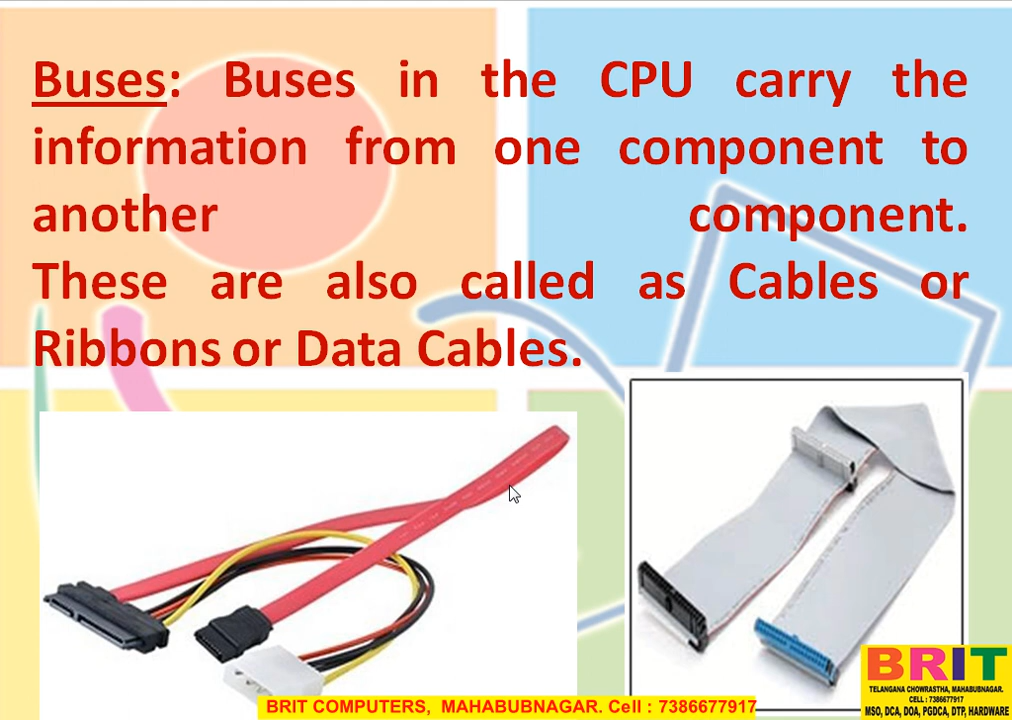 Buses: Buses in the CPU carry the
information from one component to
another component.
These are also called as Cables or
Ribbons or Data Cables.
BRIT
TELANGANA CHOWRASTHA, MAHABUBNAGAR.
CELL : 7386677917
MSO, DCA, DOA, PGDCA, DTP, HARDWARE
BRIT COMPUTERS, MAHABUBNAGAR. Cell : 7386677917